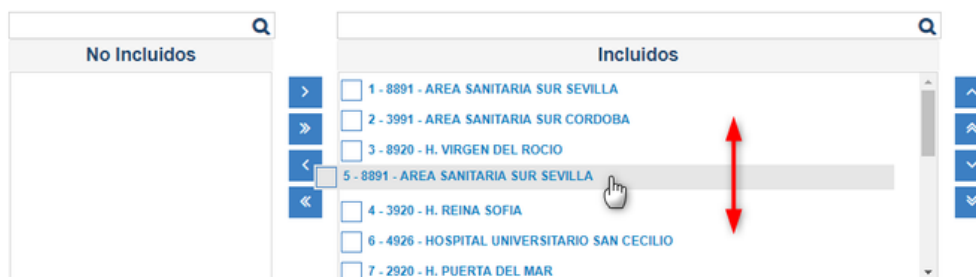 No Incluidos
Incluidos
1 - 8891 - AREA SANITARIA SUR SEVILLA
2 - 3991 - AREA SANITARIA SUR CORDOBA
3 - 8920 - H. VIRGEN DEL ROCIO
5 - 8891 - AREA SANITARIA SUR SEVILLA
4 - 3920 - H. REINA SOFIA
6 - 4926 - HOSPITAL UNIVERSITARIO SAN CECILIO
7 - 2920 - H. PUERTA DEL MAR